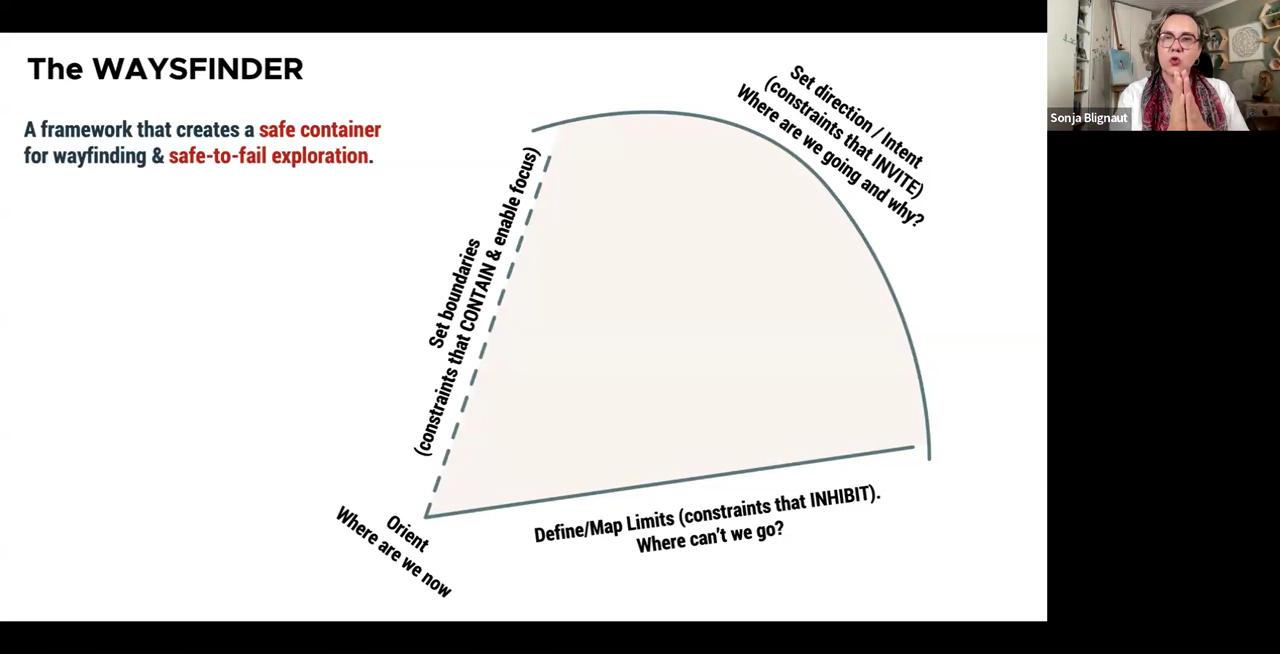 The WAYSFINDER
A framework that creates a safe container
for wayfinding & safe-to-fail exploration.
Set direction / Intent
(constraints that INVITE)
Where are we going and why?
Set boundaries
(constraints that CONTAIN & enable focus)
Orient
Where are we now
Define/Map Limits (constraints that INHIBIT).
Where can't we go?
Sonja Blignaut